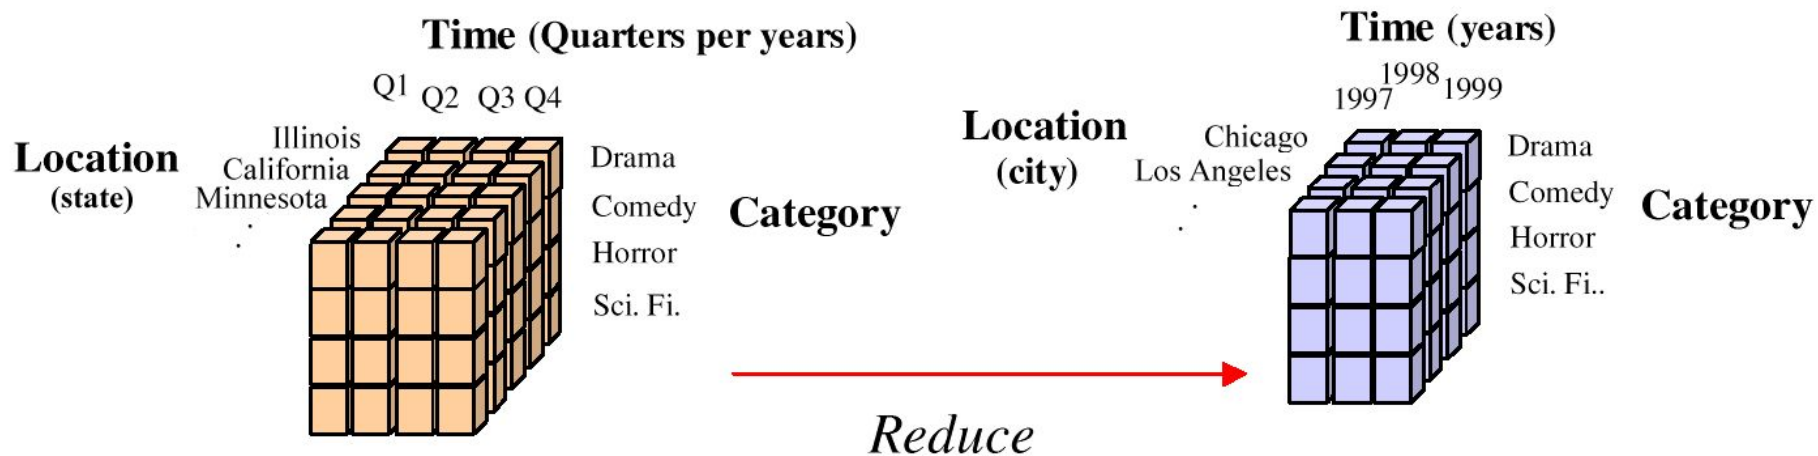 Time (Quarters per years)
Q1 Q2 Q3 Q4
Location
(state)
Illinois
California
Minnesota
.
.
Drama
Comedy
Horror
Sci. Fi.
Category
Reduce
Time (years)
1997 1998 1999
Location
(city)
Chicago
Los Angeles
.
.
Drama
Comedy
Horror
Sci. Fi..
Category